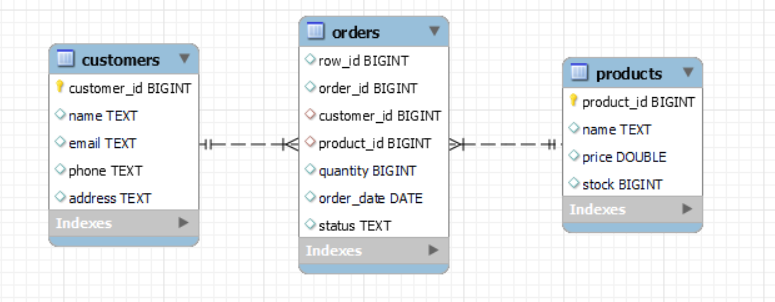 customers
customer_id BIGINT
name TEXT
email TEXT
phone TEXT
address TEXT
Indexes
orders
row_id BIGINT
order_id BIGINT
customer_id BIGINT
product_id BIGINT
quantity BIGINT
order_date DATE
status TEXT
Indexes
products
product_id BIGINT
name TEXT
price DOUBLE
stock BIGINT
Indexes